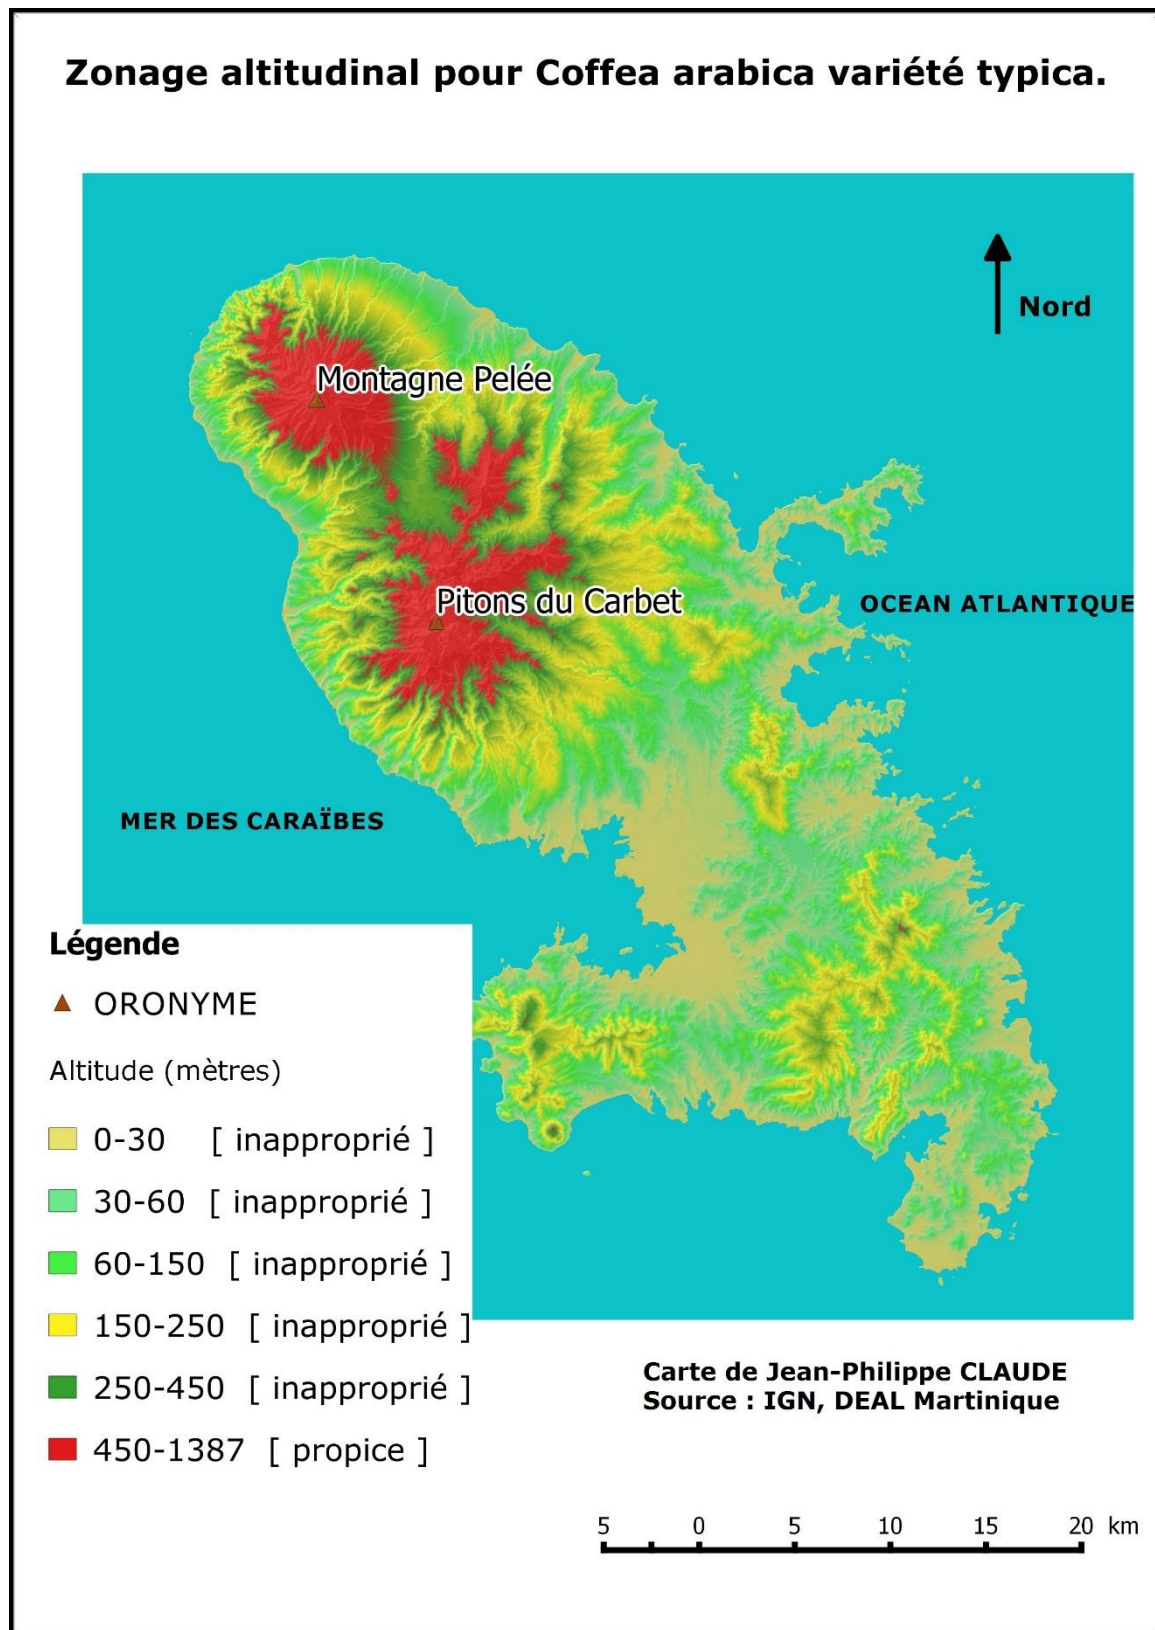 Zonage altitudinal pour Coffea arabica variété typica.
Nord
Montagne Pelée
Pitons du Carbet
OCEAN ATLANTIQUE
MER DES CARAÏBES
Légende
ORONYME
Altitude (mètres)
0-30 [ inapproprié ]
30-60 [ inapproprié ]
60-150 [ inapproprié ]
150-250 [ inapproprié ]
250-450 [ inapproprié ]
450-1387 [ propice ]
Carte de Jean-Philippe CLAUDE
Source : IGN, DEAL Martinique
5 0 5 10 15 20 km